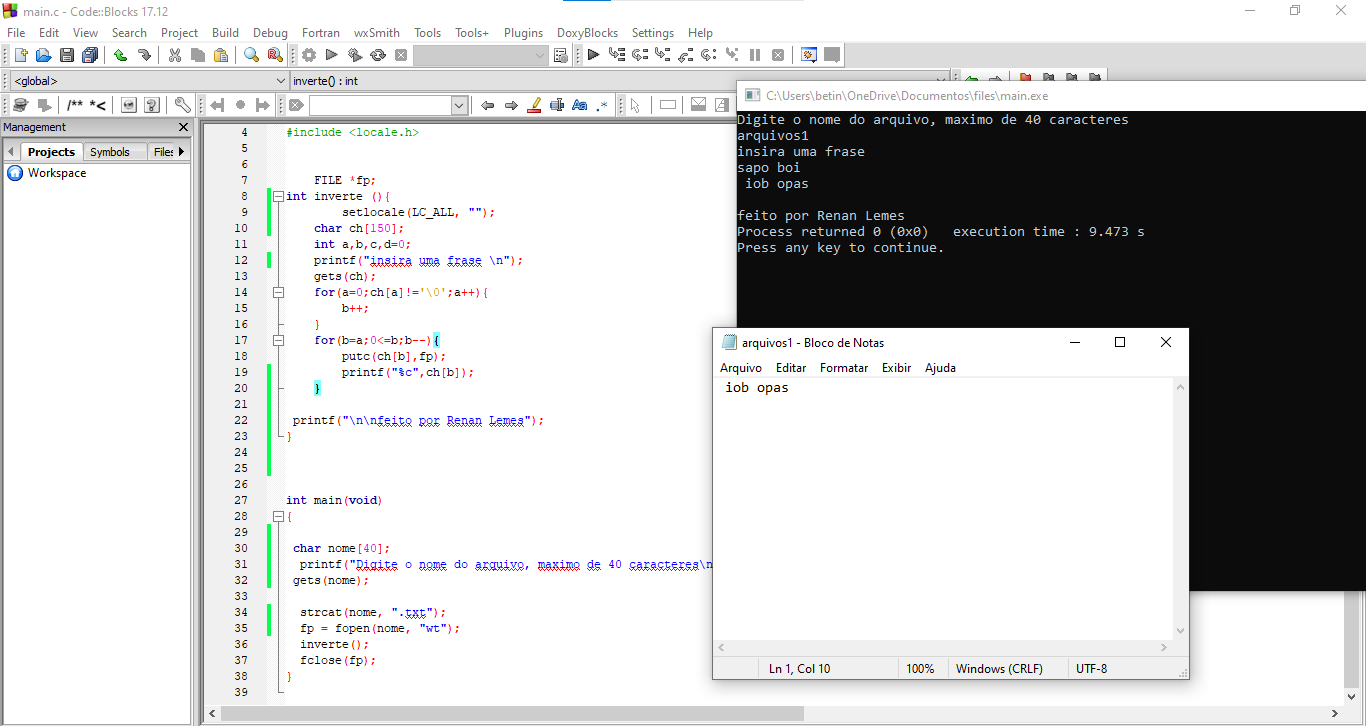 main.c - Code::Blocks 17.12
File Edit View Search Project Build Debug Fortran wxSmith Tools Tools+ Plugins DoxyBlocks Settings Help
<global>
inverte() : int
/** *<
Aa .*
Management
Projects Symbols Files
Workspace
4 #include <locale.h>
5
6
7 FILE *fp;
8 int inverte (){
9 setlocale(LC_ALL, "");
10 char ch[150];
11 int a,b,c,d=0;
12 printf("insira uma frase \n");
13 gets(ch);
14 for(a=0;ch[a]!='\0';a++){
15 b++;
16 }
17 for(b=a;0<=b;b--){
18 putc(ch[b],fp);
19 printf("%c",ch[b]);
20 }
21
22 printf("\n\nfeito por Renan Lemes");
23 }
24
25
26
27 int main(void)
28 {
29
30 char nome[40];
31 printf("Digite o nome do arquivo, maximo de 40 caracteres\n
32 gets(nome);
33
34 strcat(nome, ".txt");
35 fp = fopen(nome, "wt");
36 inverte();
37 fclose(fp);
38 }
39
C:\Users\betin\OneDrive\Documentos\files\main.exe
Digite o nome do arquivo, maximo de 40 caracteres
arquivos1
insira uma frase
sapo boi
iob opas
feito por Renan Lemes
Process returned 0 (0x0) execution time : 9.473 s
Press any key to continue.
arquivos1 - Bloco de Notas
Arquivo Editar Formatar Exibir Ajuda
iob opas
Ln 1, Col 10 100% Windows (CRLF) UTF-8